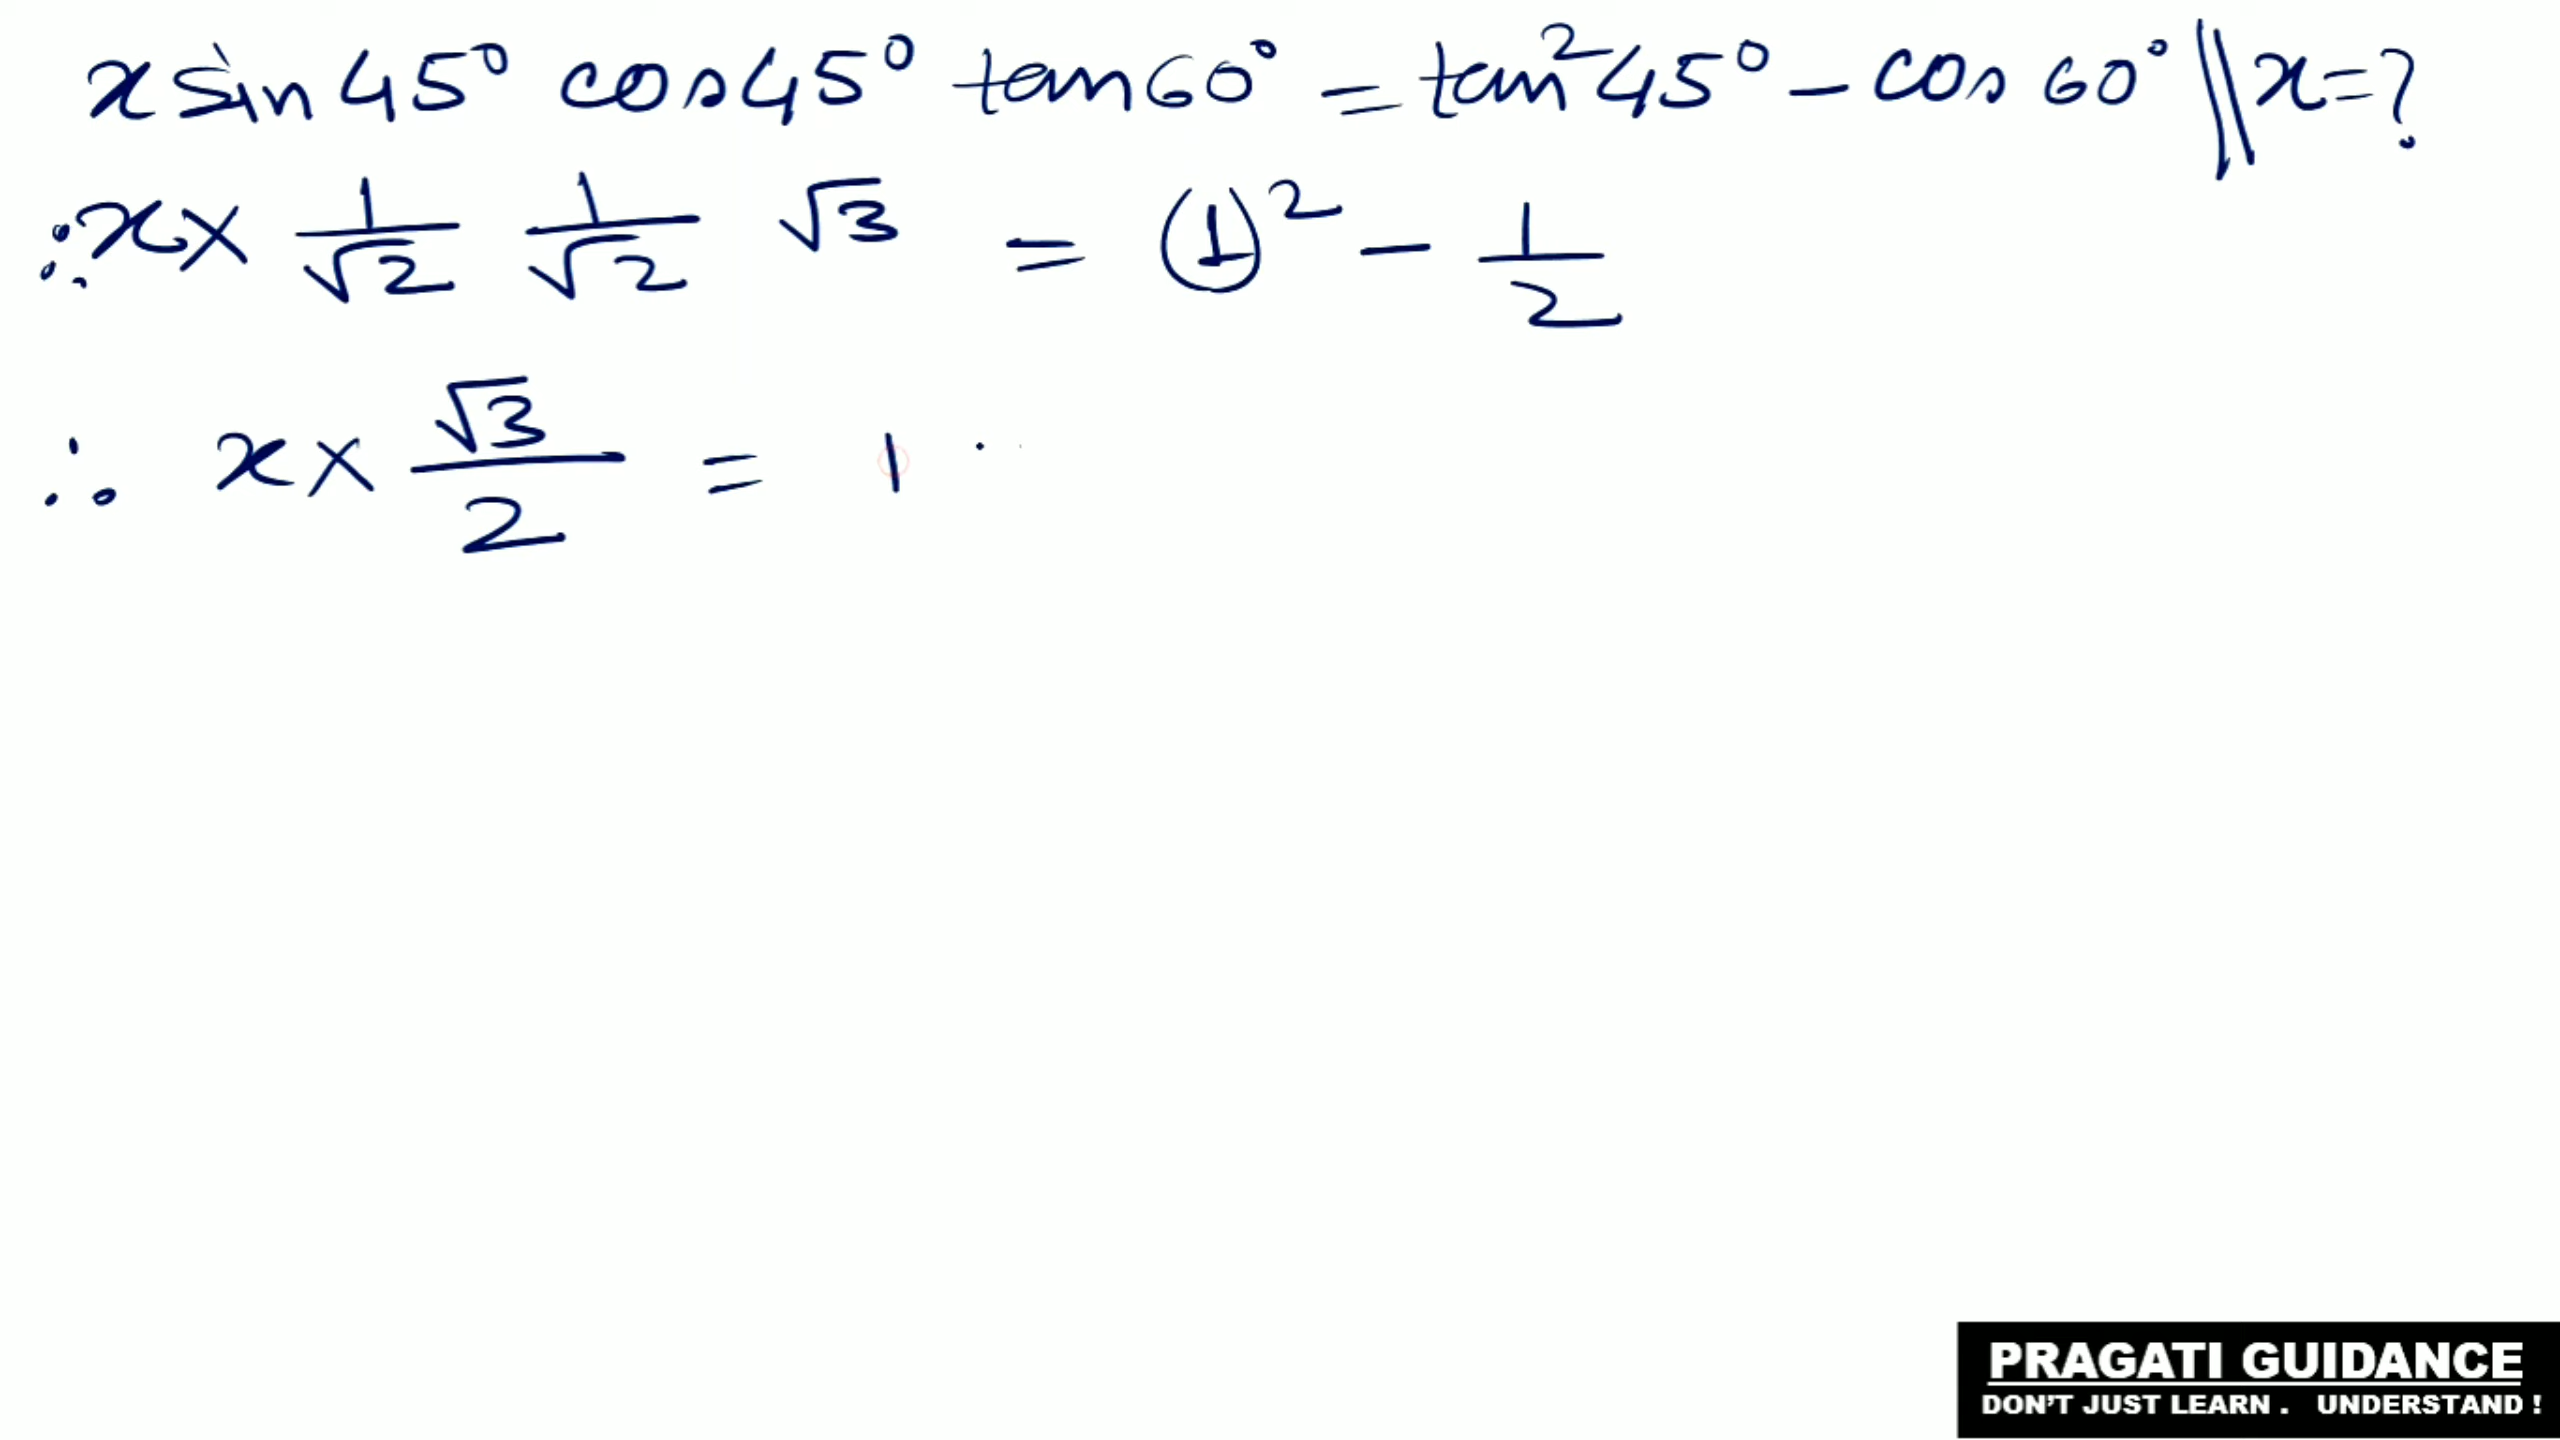 x sin 45° cos 45° tan 60° = tan² 45° − cos 60° || x = ?
∴ x × 1/√2 1/√2 √3 = (1)² − 1/2
∴ x × √3/2 = 1
PRAGATI GUIDANCE
DON'T JUST LEARN . UNDERSTAND !